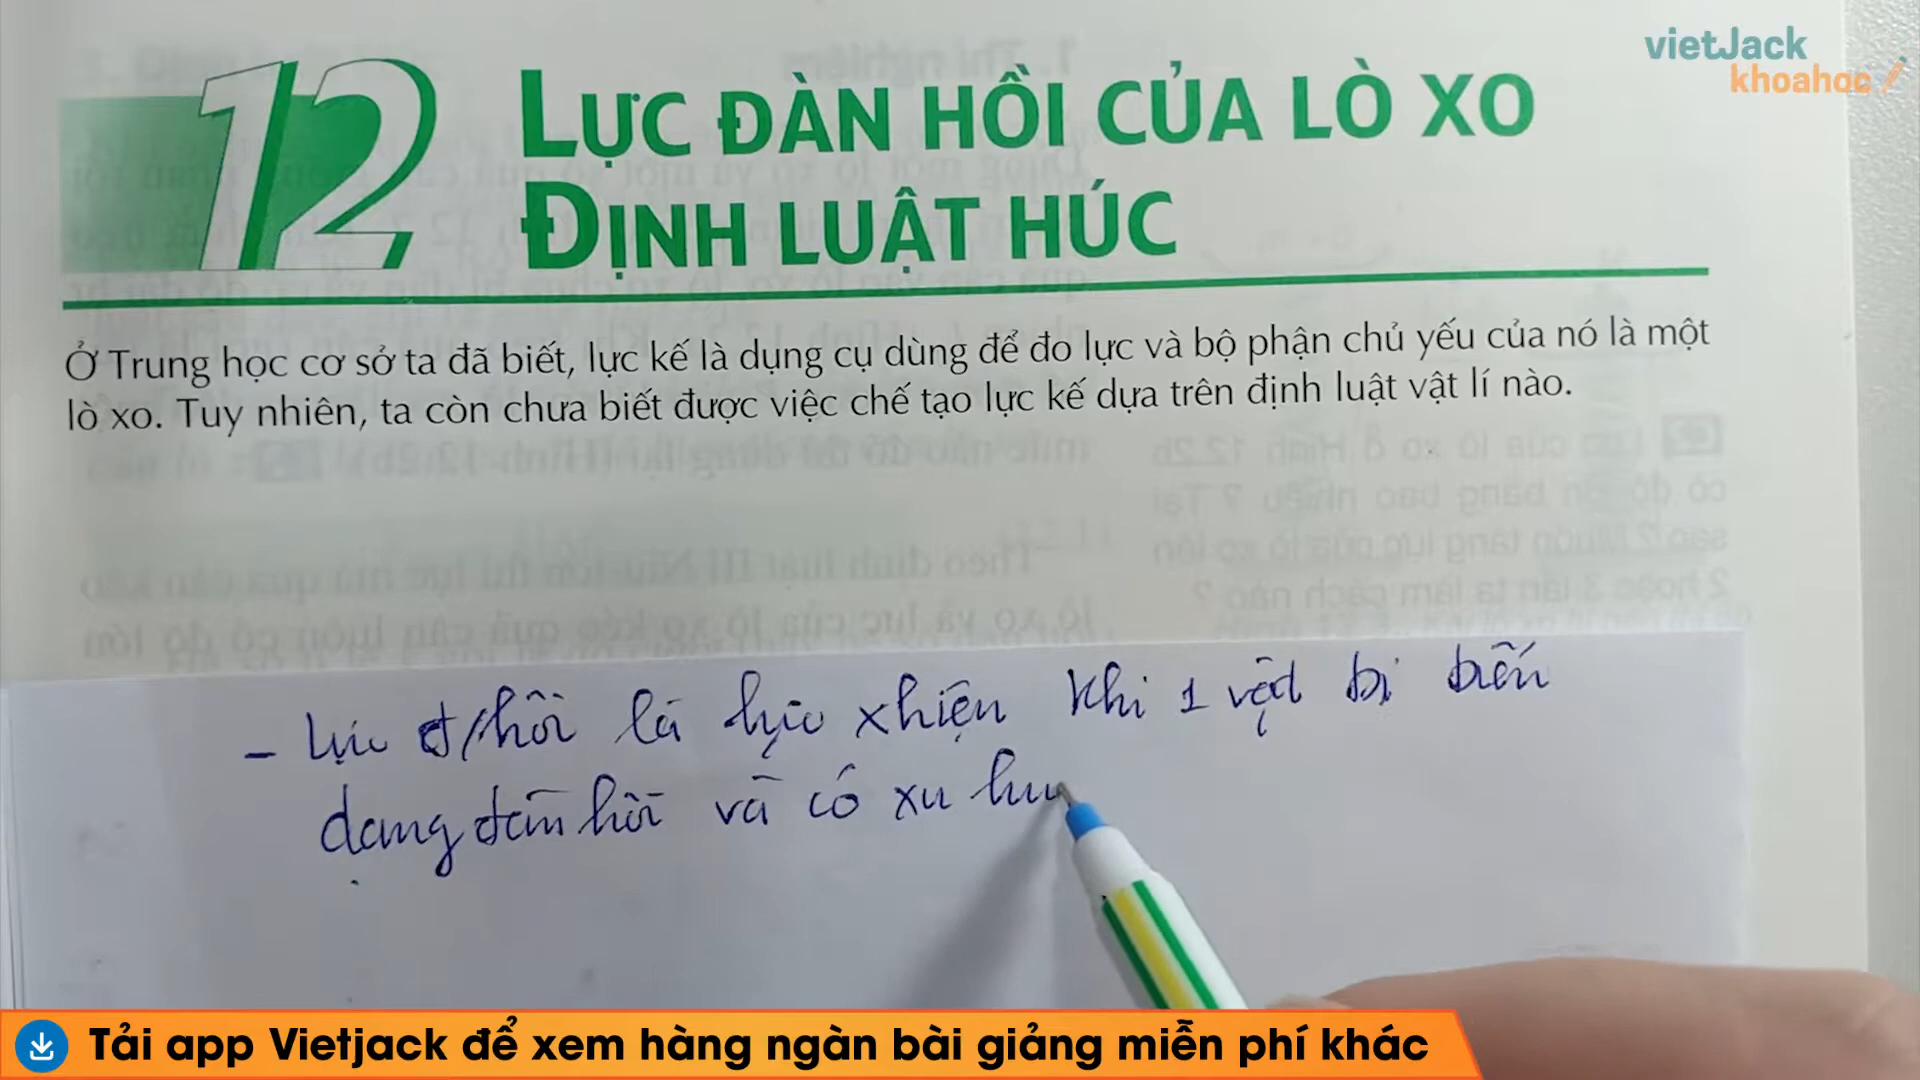 vietJack
khoahoc
12
LỰC ĐÀN HỒI CỦA LÒ XO
ĐỊNH LUẬT HÚC
Ở Trung học cơ sở ta đã biết, lực kế là dụng cụ dùng để đo lực và bộ phận chủ yếu của nó là một
lò xo. Tuy nhiên, ta còn chưa biết được việc chế tạo lực kế dựa trên định luật vật lí nào.
- Lực đ/hồi là lực xhiện khi 1 vật bị biến
dạng đàn hồi và có xu hư
Tải app Vietjack để xem hàng ngàn bài giảng miễn phí khác